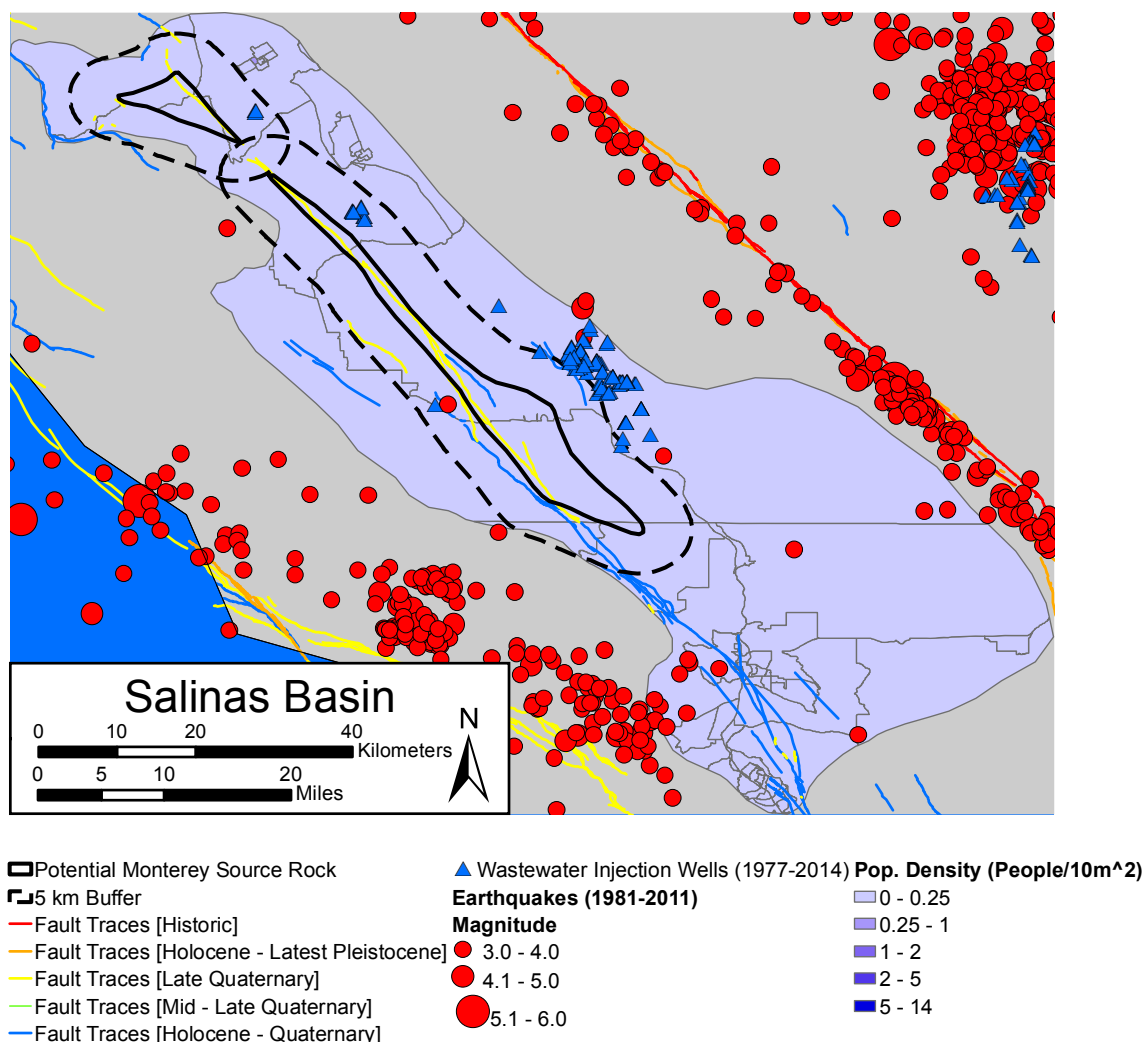 Salinas Basin
N
0 10 20 40
Kilometers
0 5 10 20
Miles
Potential Monterey Source Rock
5 km Buffer
Fault Traces [Historic]
Fault Traces [Holocene - Latest Pleistocene]
Fault Traces [Late Quaternary]
Fault Traces [Mid - Late Quaternary]
Fault Traces [Holocene - Quaternary]
Wastewater Injection Wells (1977-2014)
Earthquakes (1981-2011)
Magnitude
3.0 - 4.0
4.1 - 5.0
5.1 - 6.0
Pop. Density (People/10m^2)
0 - 0.25
0.25 - 1
1 - 2
2 - 5
5 - 14